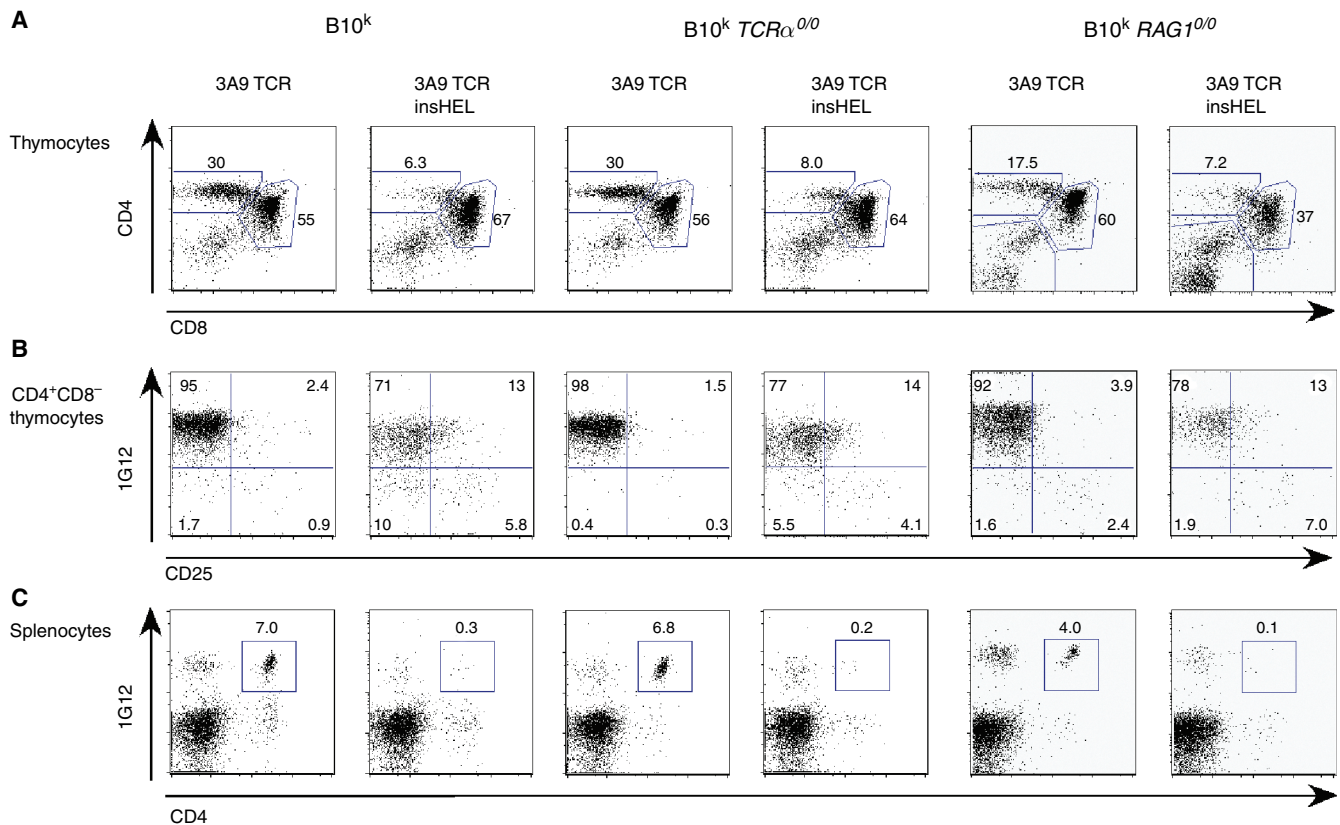 A
B10ᵏ
B10ᵏ TCRα⁰ᐟ⁰
B10ᵏ RAG1⁰ᐟ⁰
3A9 TCR
3A9 TCR insHEL
3A9 TCR
3A9 TCR insHEL
3A9 TCR
3A9 TCR insHEL
Thymocytes
CD4
30
55
6.3
67
30
56
8.0
64
17.5
60
7.2
37
CD8
B
CD4⁺CD8⁻
thymocytes
1G12
95 2.4
1.7 0.9
71 13
10 5.8
98 1.5
0.4 0.3
77 14
5.5 4.1
92 3.9
1.6 2.4
78 13
1.9 7.0
CD25
C
Splenocytes
1G12
7.0
0.3
6.8
0.2
4.0
0.1
CD4